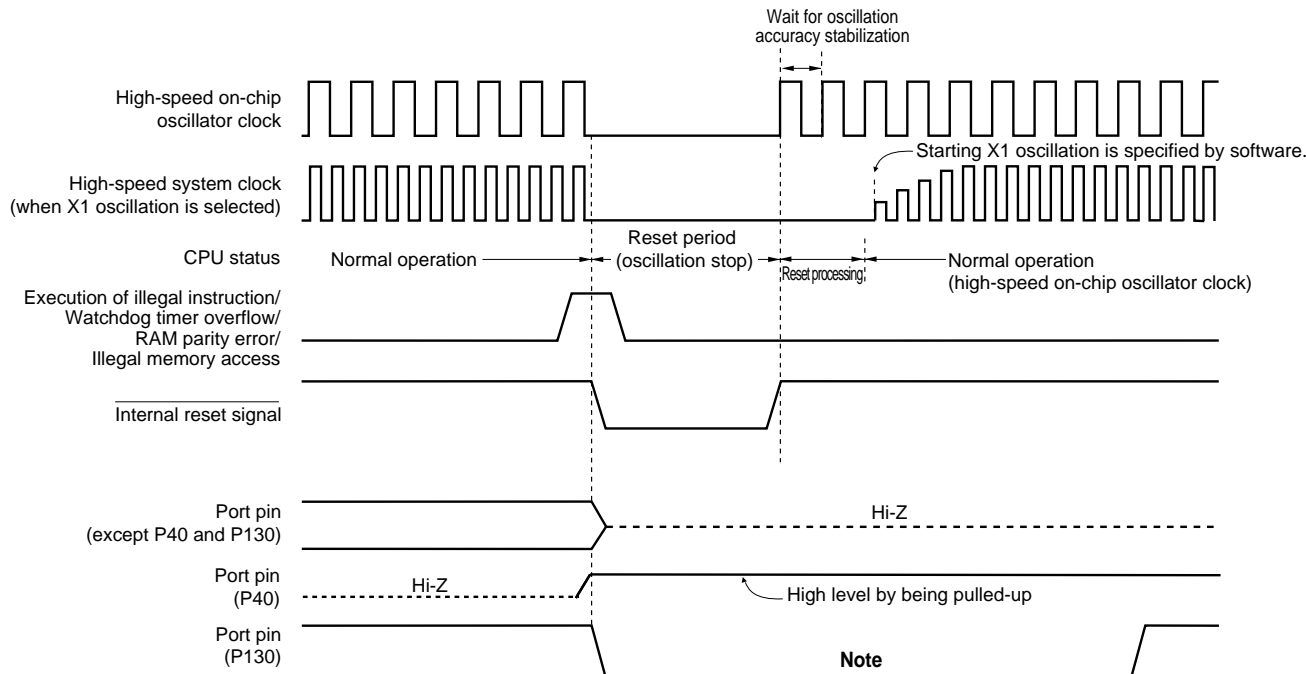 Wait for oscillation
accuracy stabilization
High-speed on-chip
oscillator clock
Starting X1 oscillation is specified by software.
High-speed system clock
(when X1 oscillation is selected)
CPU status
Normal operation
Reset period
(oscillation stop)
Reset processing
Normal operation
(high-speed on-chip oscillator clock)
Execution of illegal instruction/
Watchdog timer overflow/
RAM parity error/
Illegal memory access
Internal reset signal
Port pin
(except P40 and P130)
Hi-Z
Port pin
(P40)
Hi-Z
High level by being pulled-up
Port pin
(P130)
Note